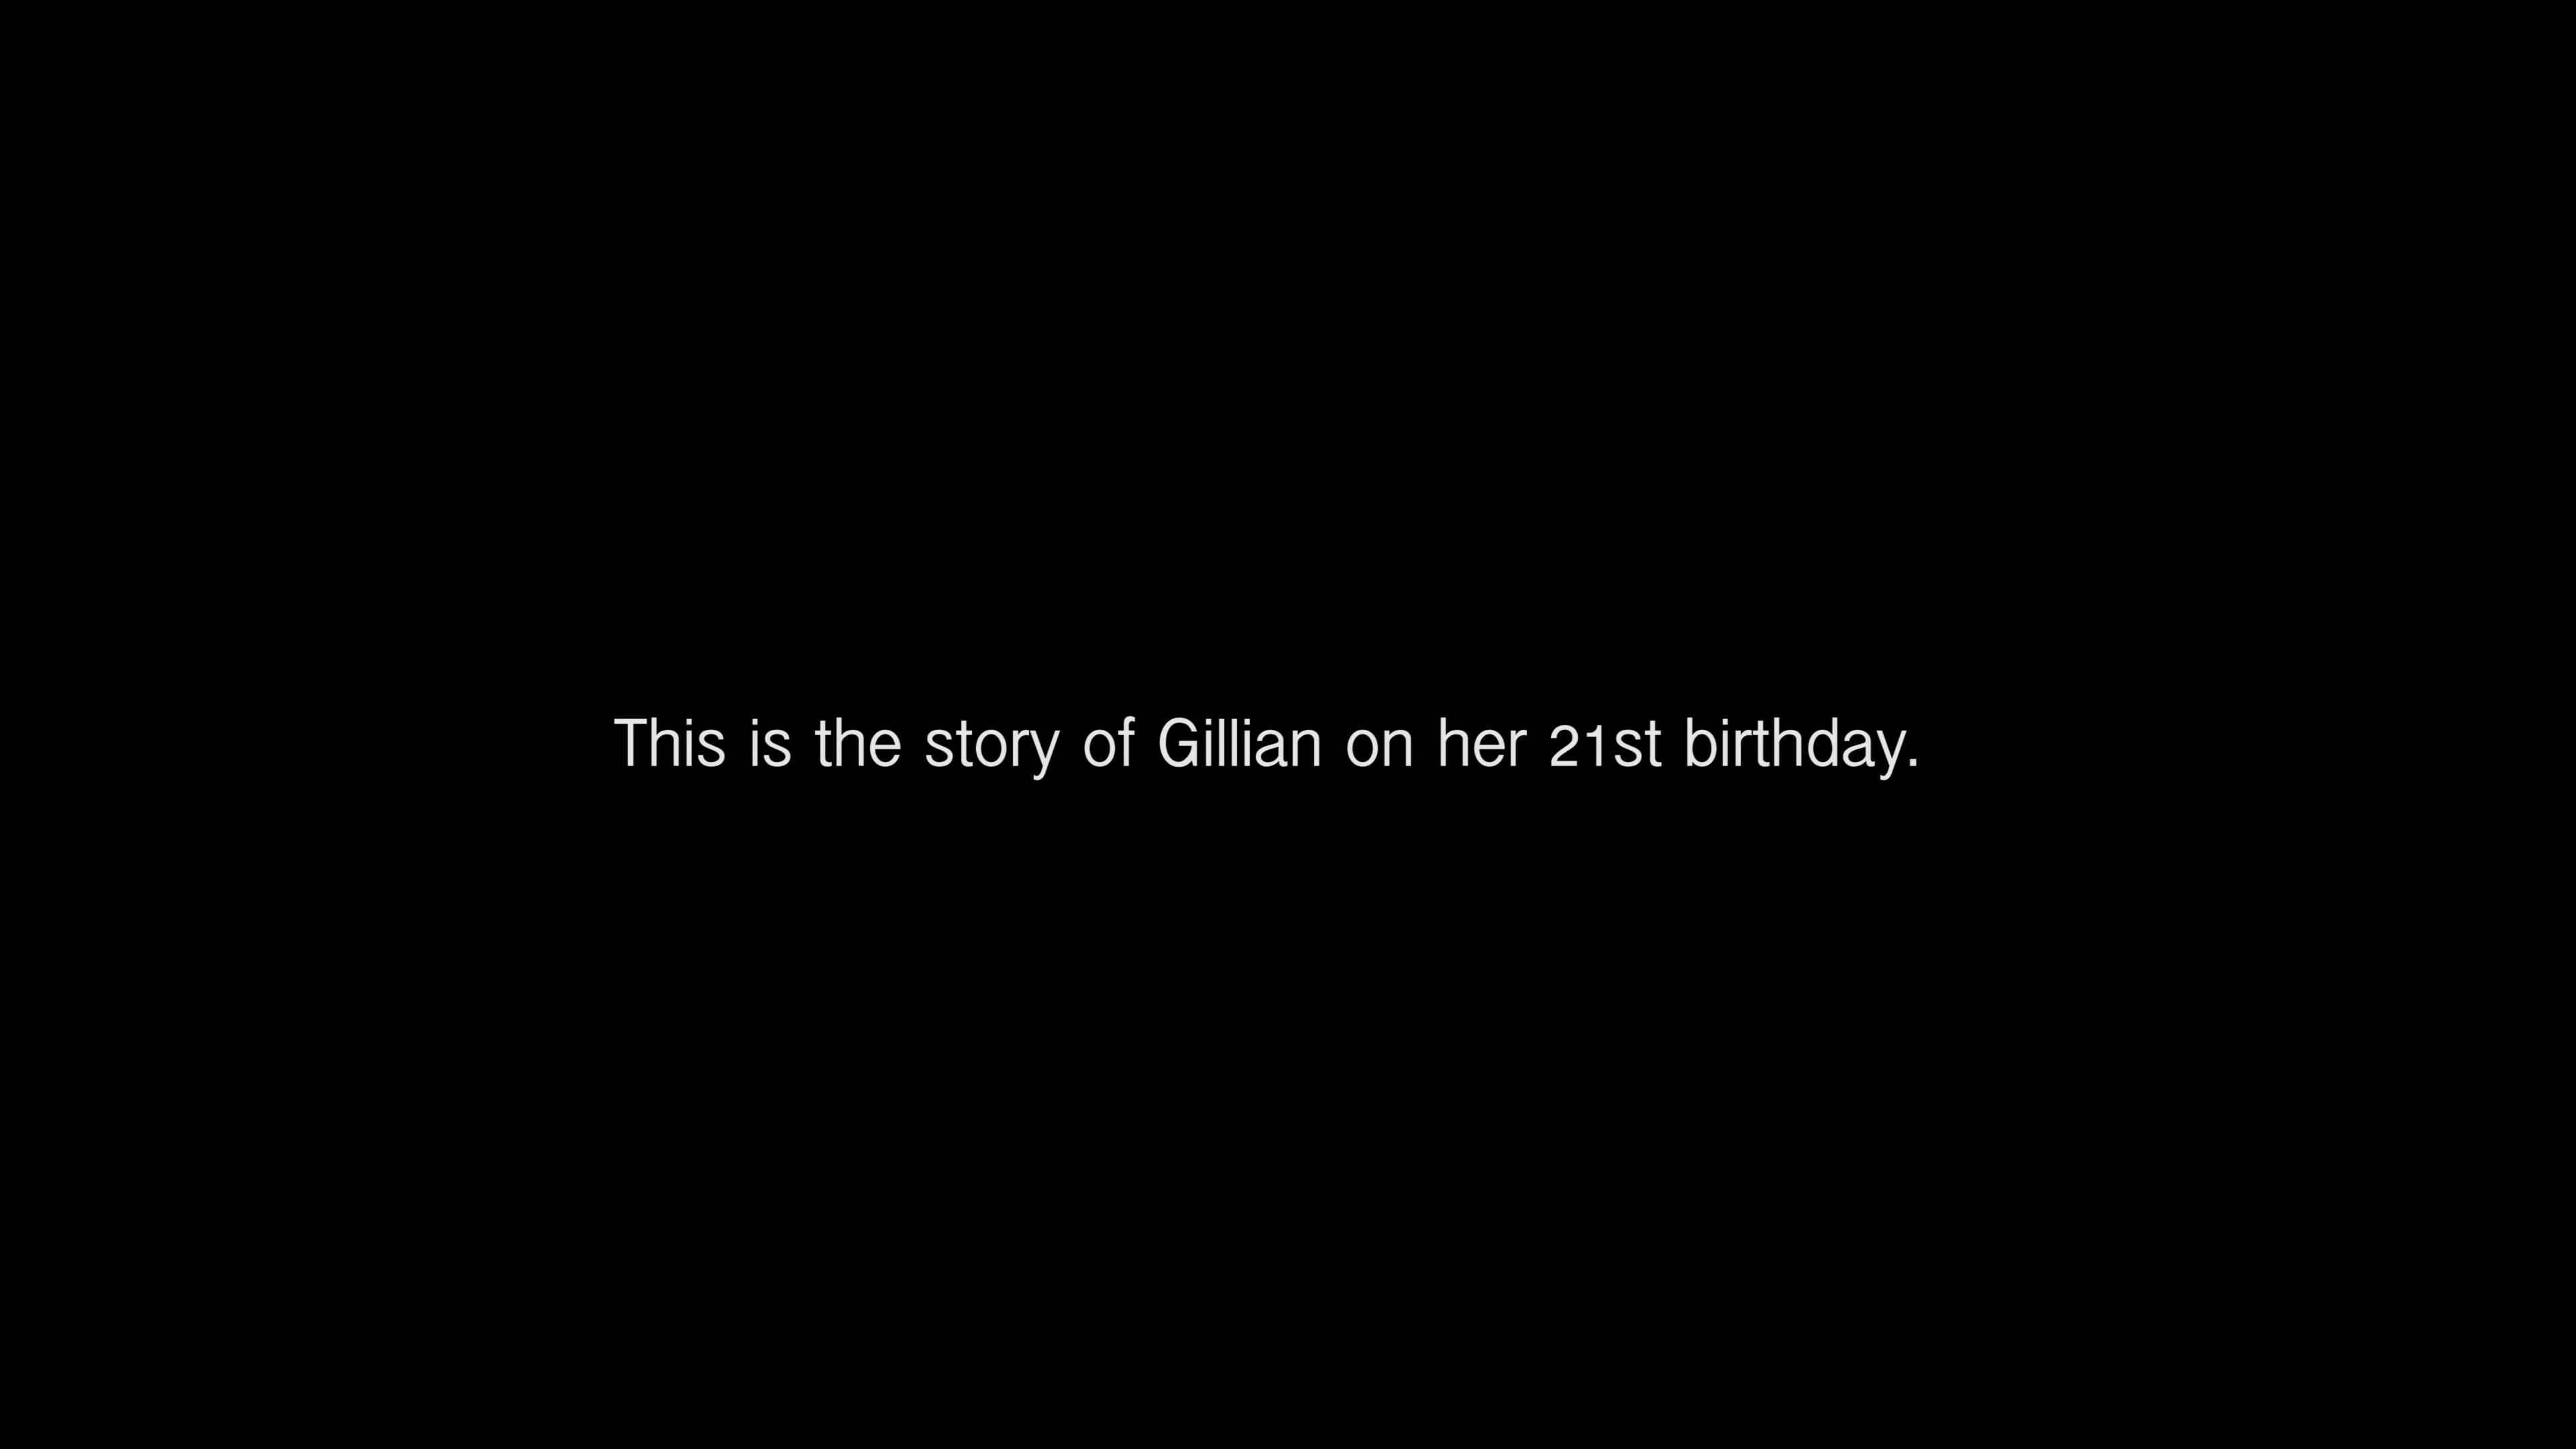 This is the story of Gillian on her 21st birthday.